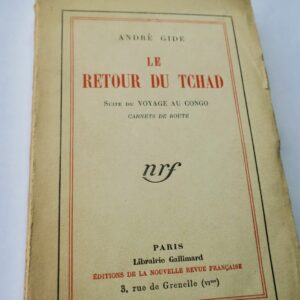 ANDRÉ GIDE
LE
RETOUR DU TCHAD
SUITE DU VOYAGE AU CONGO
CARNETS DE ROUTE
nrf
PARIS
Librairie Gallimard
ÉDITIONS DE LA NOUVELLE REVUE FRANÇAISE
3, rue de Grenelle (VIme)